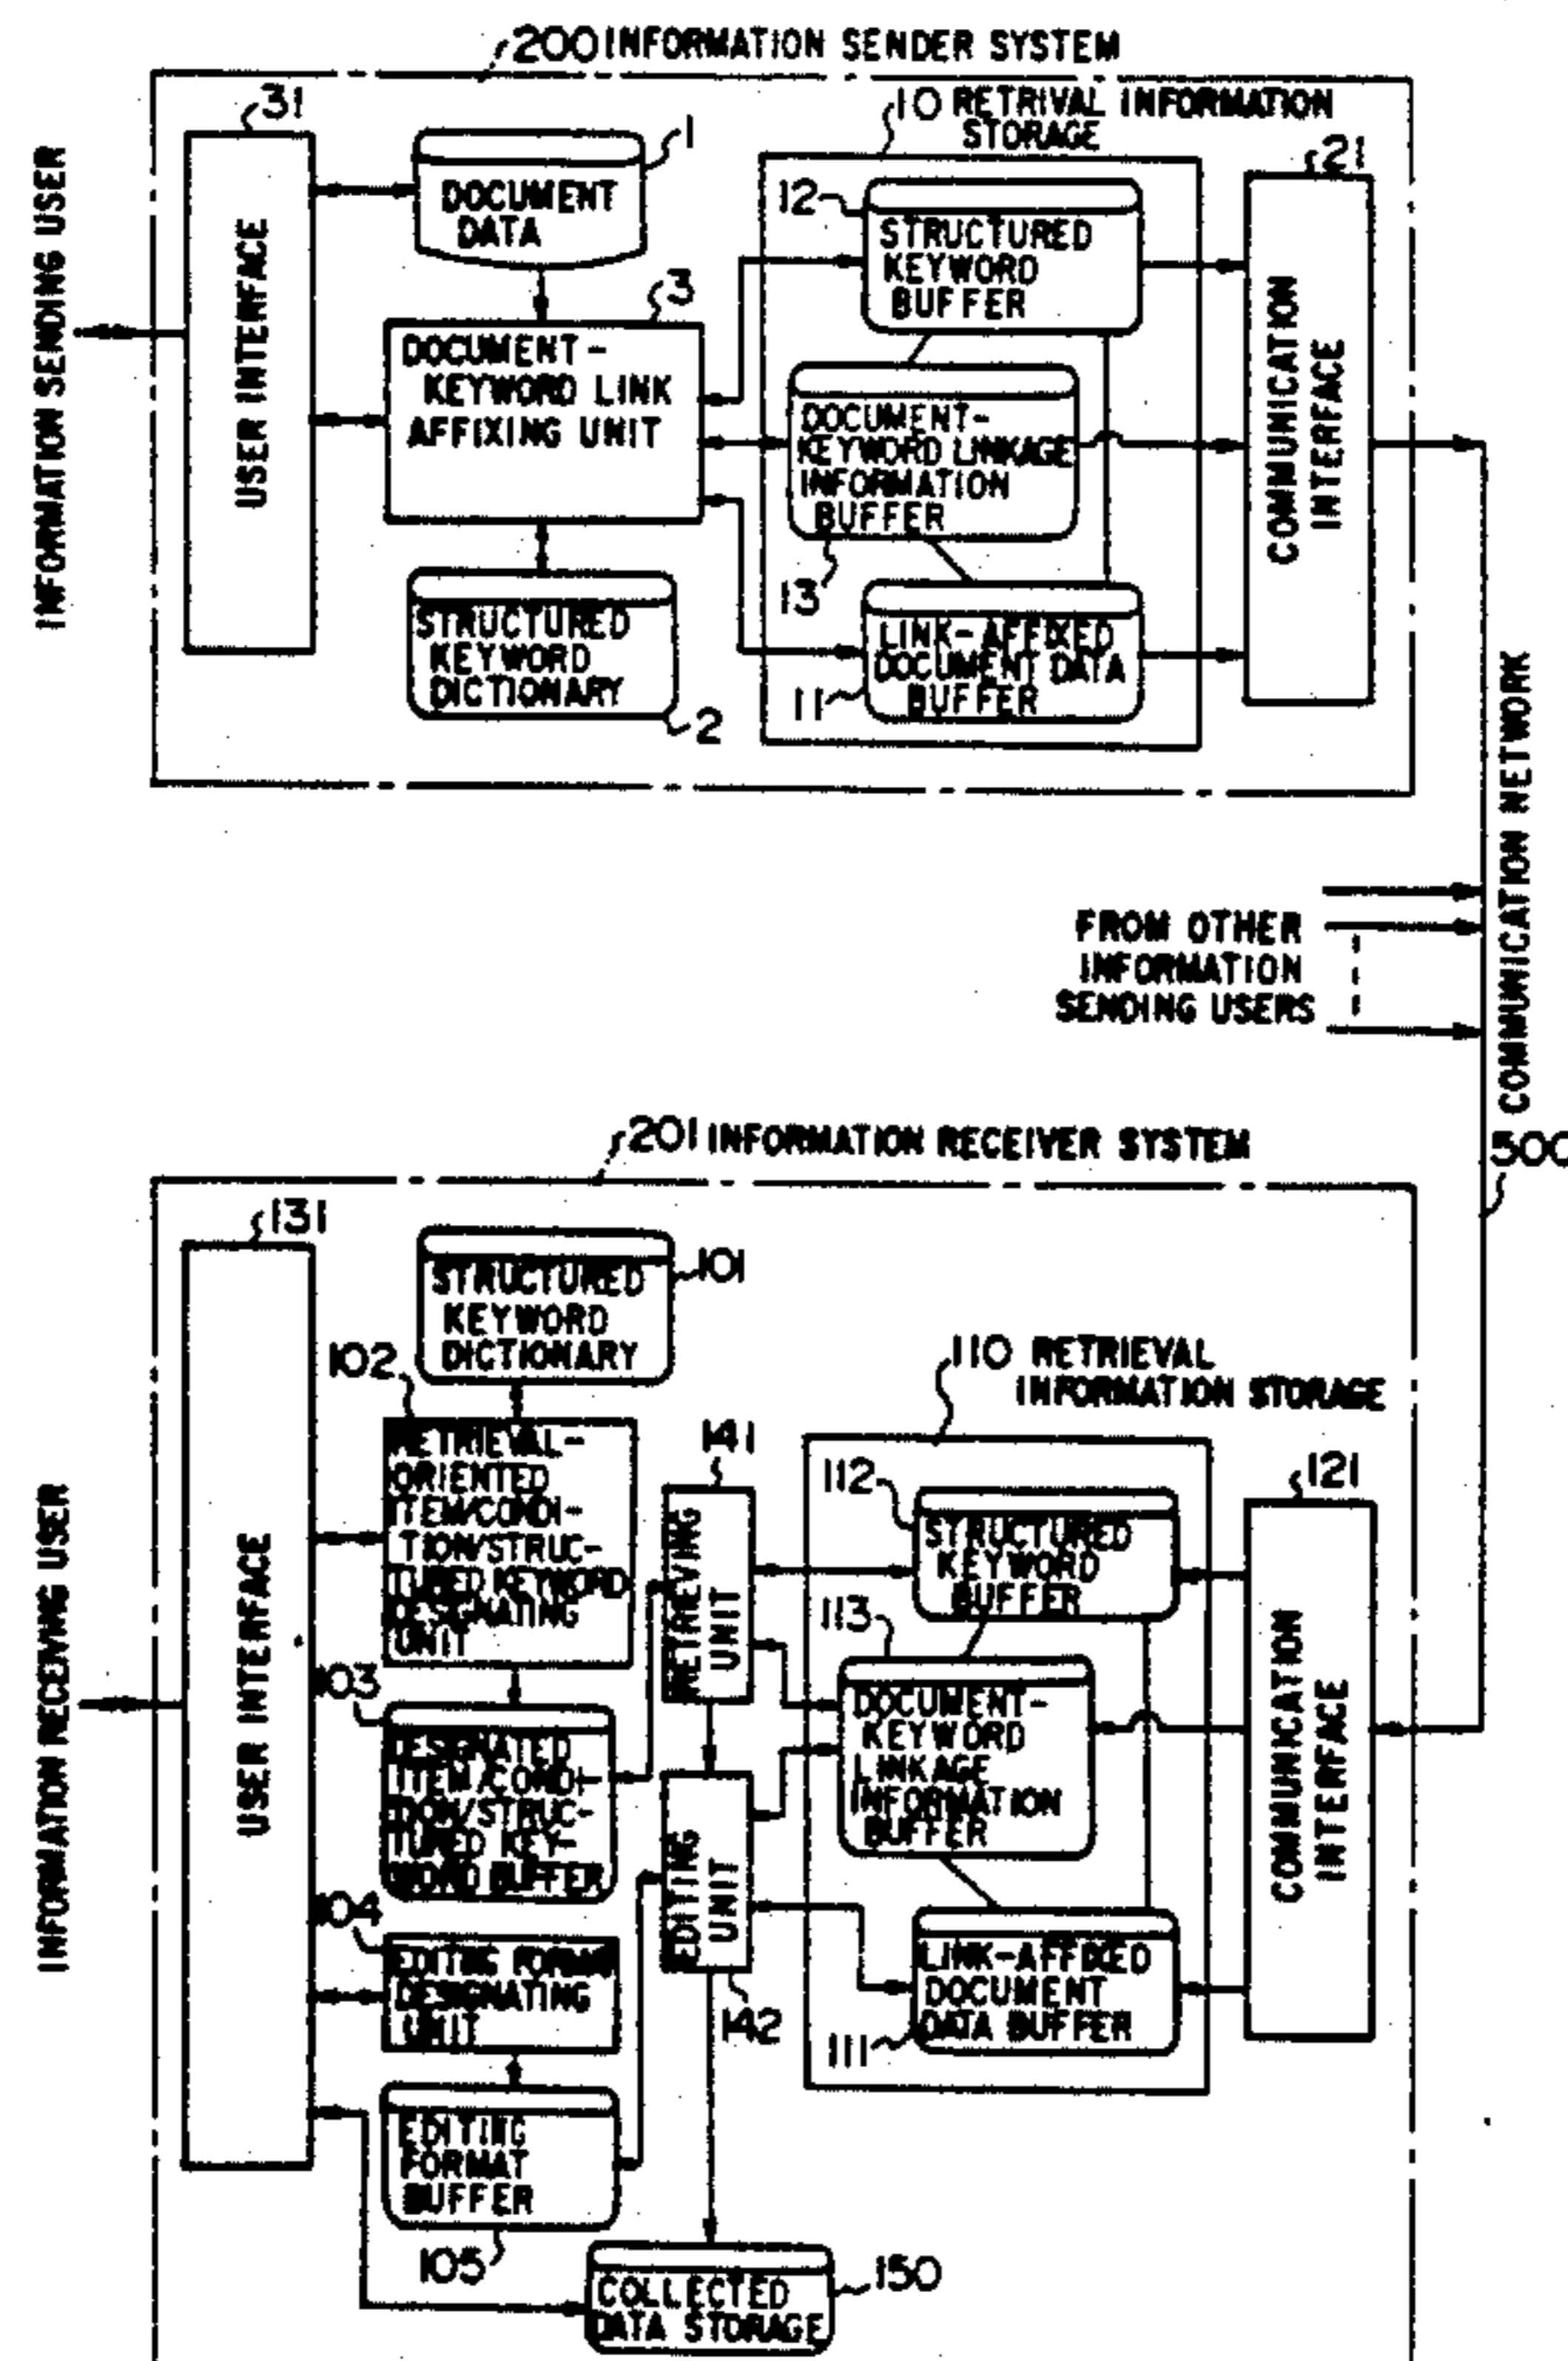 200 INFORMATION SENDER SYSTEM
INFORMATION SENDING USER
31
USER INTERFACE
1
DOCUMENT
DATA
3
DOCUMENT-
KEYWORD LINK
AFFIXING UNIT
STRUCTURED
KEYWORD
DICTIONARY
2
10 RETRIVAL INFORMATION
STORAGE
12
STRUCTURED
KEYWORD
BUFFER
DOCUMENT-
KEYWORD LINKAGE
INFORMATION
BUFFER
13
LINK-AFFIXED
DOCUMENT DATA
BUFFER
11
21
COMMUNICATION
INTERFACE
COMMUNICATION NETWORK
FROM OTHER
INFORMATION
SENDING USERS
500
201 INFORMATION RECEIVER SYSTEM
INFORMATION RECEIVING USER
131
USER INTERFACE
101
STRUCTURED
KEYWORD
DICTIONARY
102
RETRIEVAL-
ORIENTED
ITEM/CONDI-
TION/STRUC-
TURED KEYWORD
DESIGNATING
UNIT
103
DESIGNATED
ITEM/CONDI-
TION/STRUC-
TURED KEY-
WORD BUFFER
104
EDITING FORMAT
DESIGNATING
UNIT
EDITING
FORMAT
BUFFER
105
141
RETRIEVING
UNIT
EDITING
UNIT
142
110 RETRIEVAL
INFORMATION STORAGE
112
STRUCTURED
KEYWORD
BUFFER
113
DOCUMENT-
KEYWORD
LINKAGE
INFORMATION
BUFFER
LINK-AFFIXED
DOCUMENT
DATA BUFFER
111
121
COMMUNICATION
INTERFACE
150
COLLECTED
DATA STORAGE